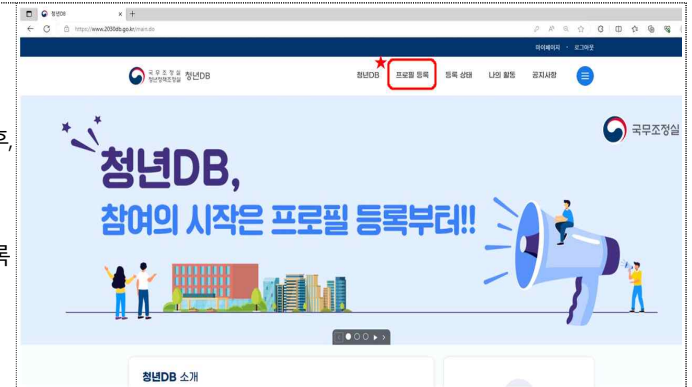 청년DB
https://www.2030db.go.kr/main.do
마이페이지 · 로그아웃
국무조정실
청년정책조정실
청년DB
청년DB 프로필 등록 등록 상태 나의 활동 공지사항
국무조정실
후,
청년DB,
참여의 시작은 프로필 등록부터!!
록
청년DB 소개